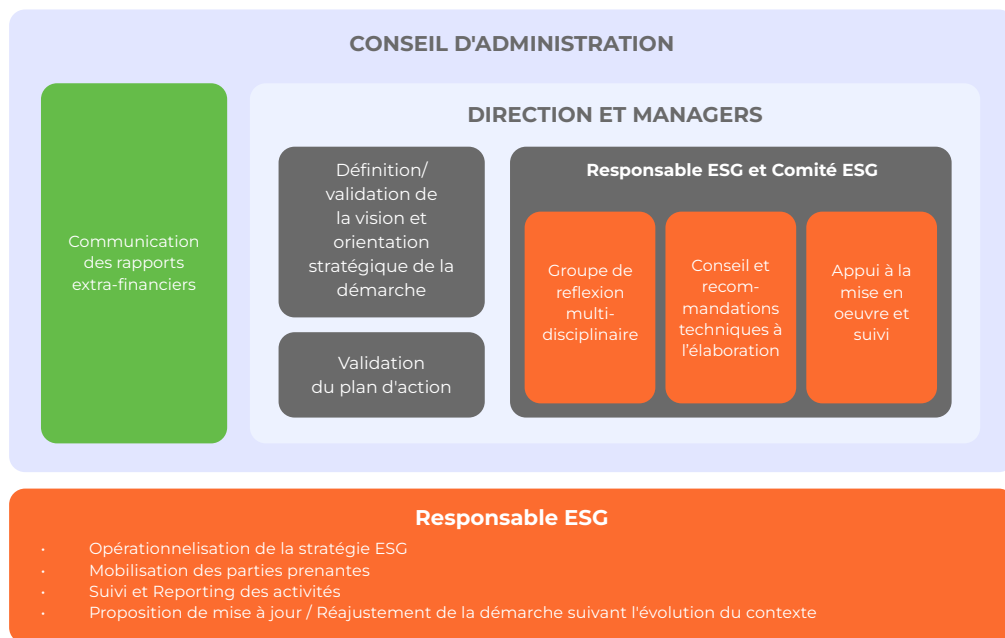 CONSEIL D'ADMINISTRATION
Communication
des rapports
extra-financiers
DIRECTION ET MANAGERS
Définition/
validation de
la vision et
orientation
stratégique de la
démarche
Validation
du plan d'action
Responsable ESG et Comité ESG
Groupe de
reflexion
multi-
disciplinaire
Conseil et
recom-
mandations
techniques à
l'élaboration
Appui à la
mise en
oeuvre et
suivi
Responsable ESG
• Opérationnelisation de la stratégie ESG
• Mobilisation des parties prenantes
• Suivi et Reporting des activités
• Proposition de mise à jour / Réajustement de la démarche suivant l'évolution du contexte